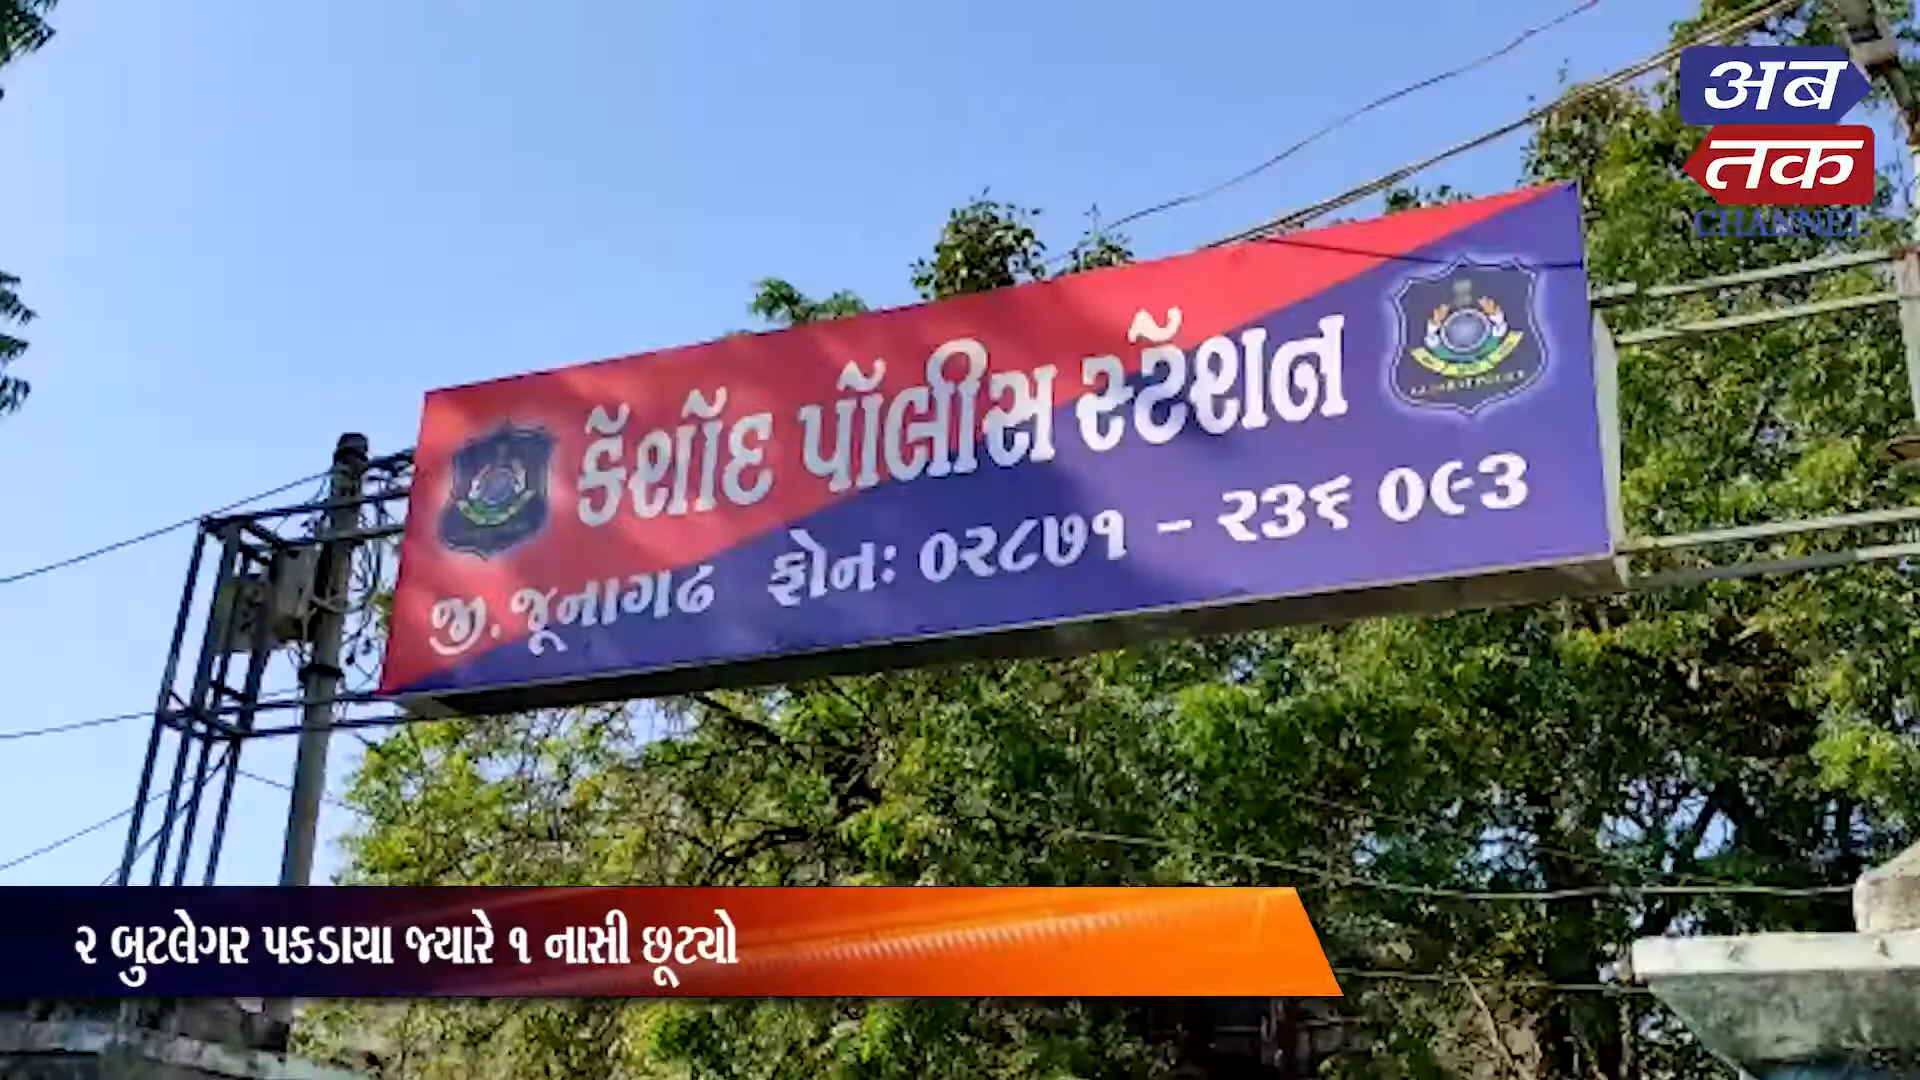 अब
तक
CHANNEL
કૅશૉદ પૉલીસ સ્ટૅશન
જી. જૂનાગઢ ફોનઃ ૦૨૮૭૧ – ૨૩૬ ૦૯૩
૨ બુટલેગર પકડાયા જ્યારે ૧ નાસી છૂટ્યો